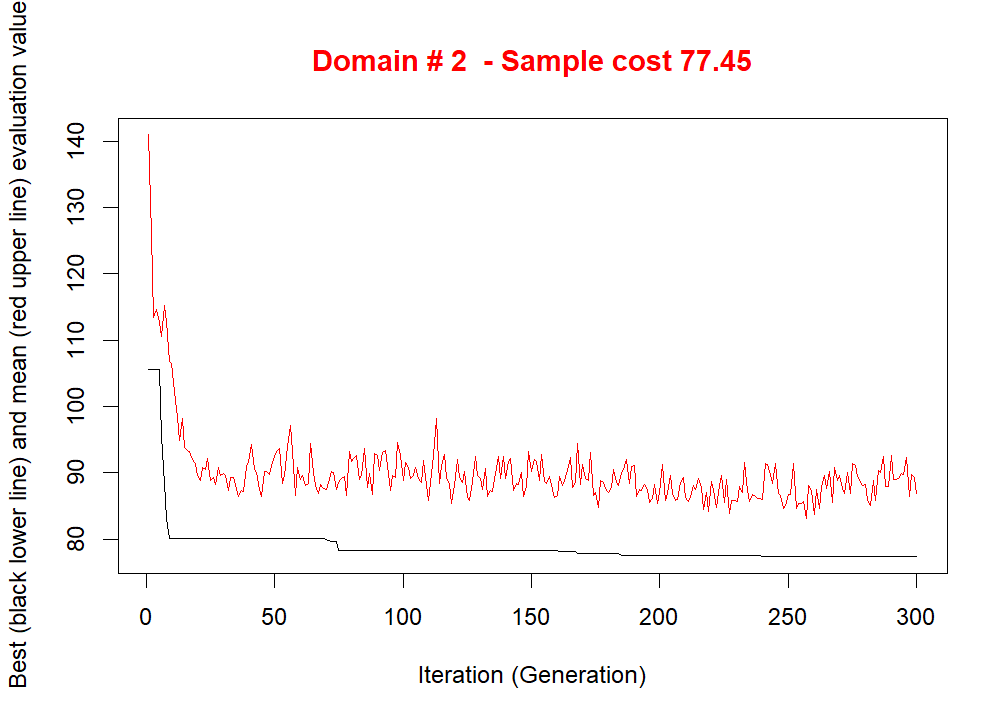 Domain # 2  - Sample cost 77.45
Best (black lower line) and mean (red upper line) evaluation value
140
130
120
110
100
90
80
0 50 100 150 200 250 300
Iteration (Generation)